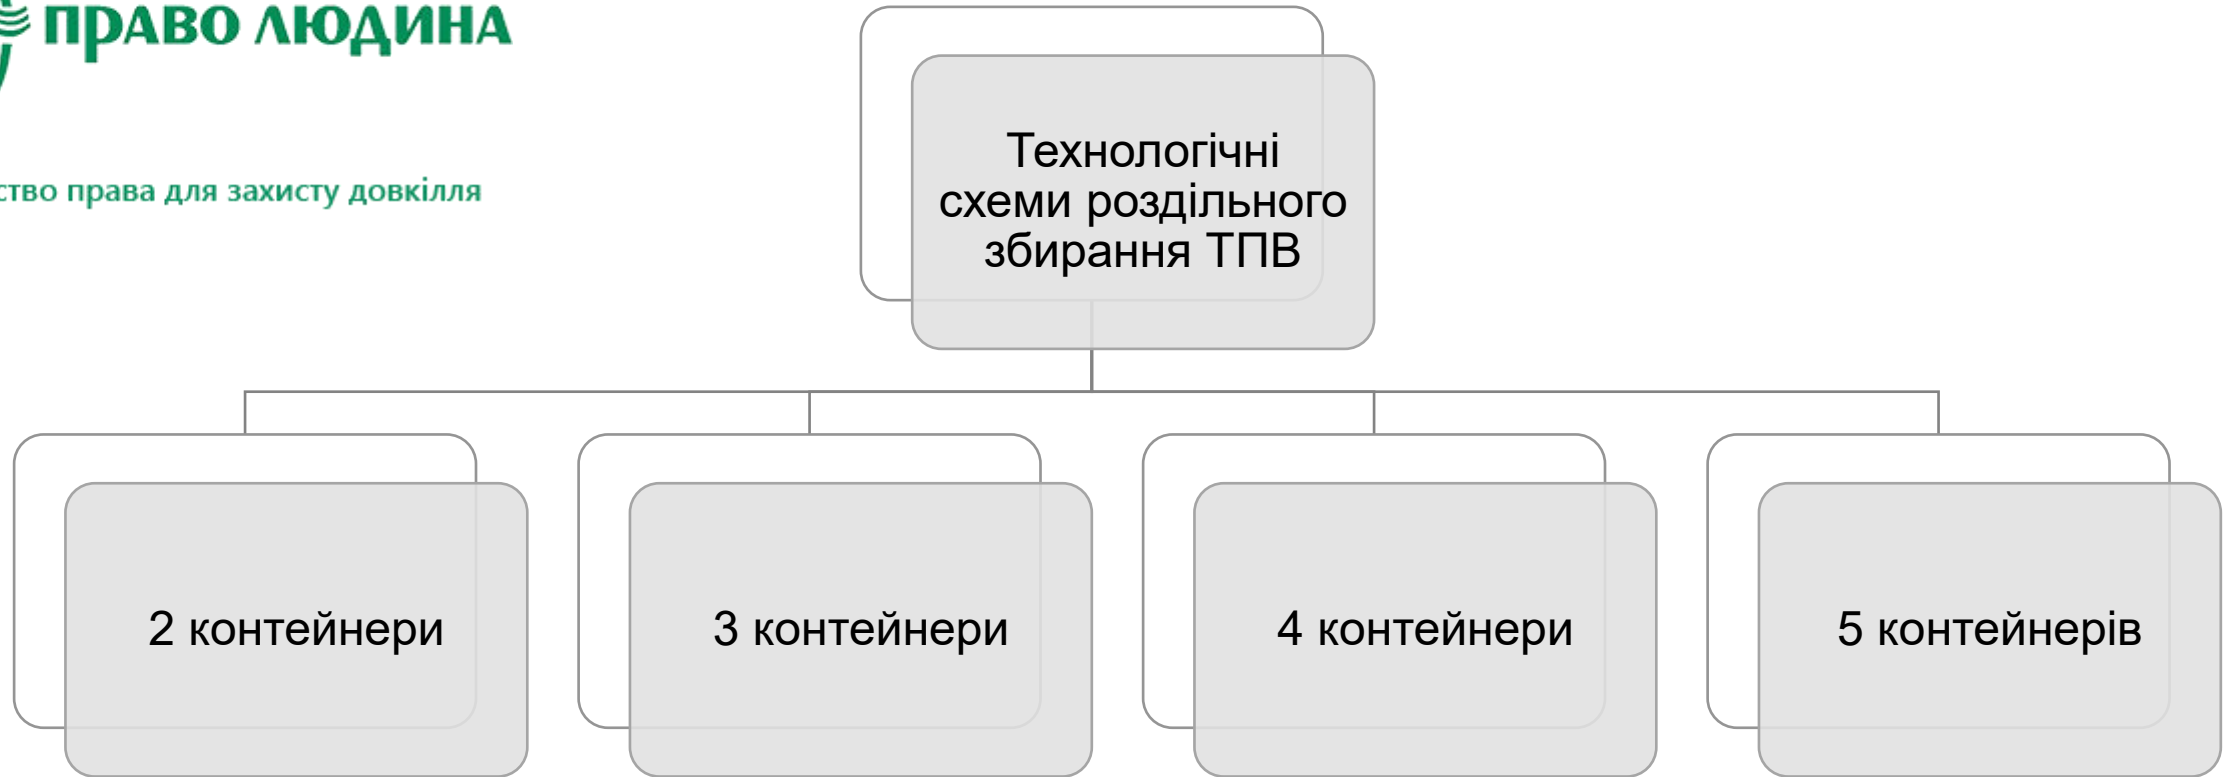 ПРАВО ЛЮДИНА
права для захисту довкілля
Технологічні
схеми роздільного
збирання ТПВ
2 контейнери
3 контейнери
4 контейнери
5 контейнерів